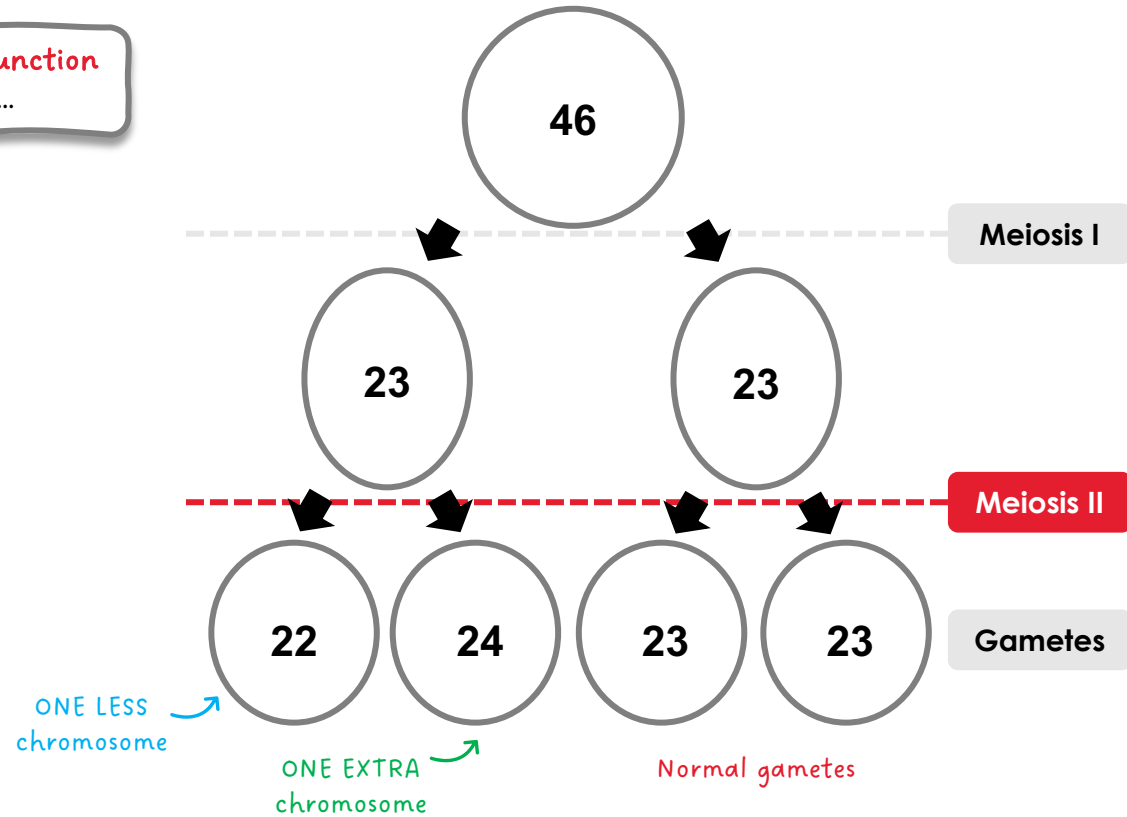 ...
46
Meiosis I
23 23
Meiosis II
22 24 23 23
Gametes
ONE LESS
chromosome
ONE EXTRA
chromosome
Normal gametes